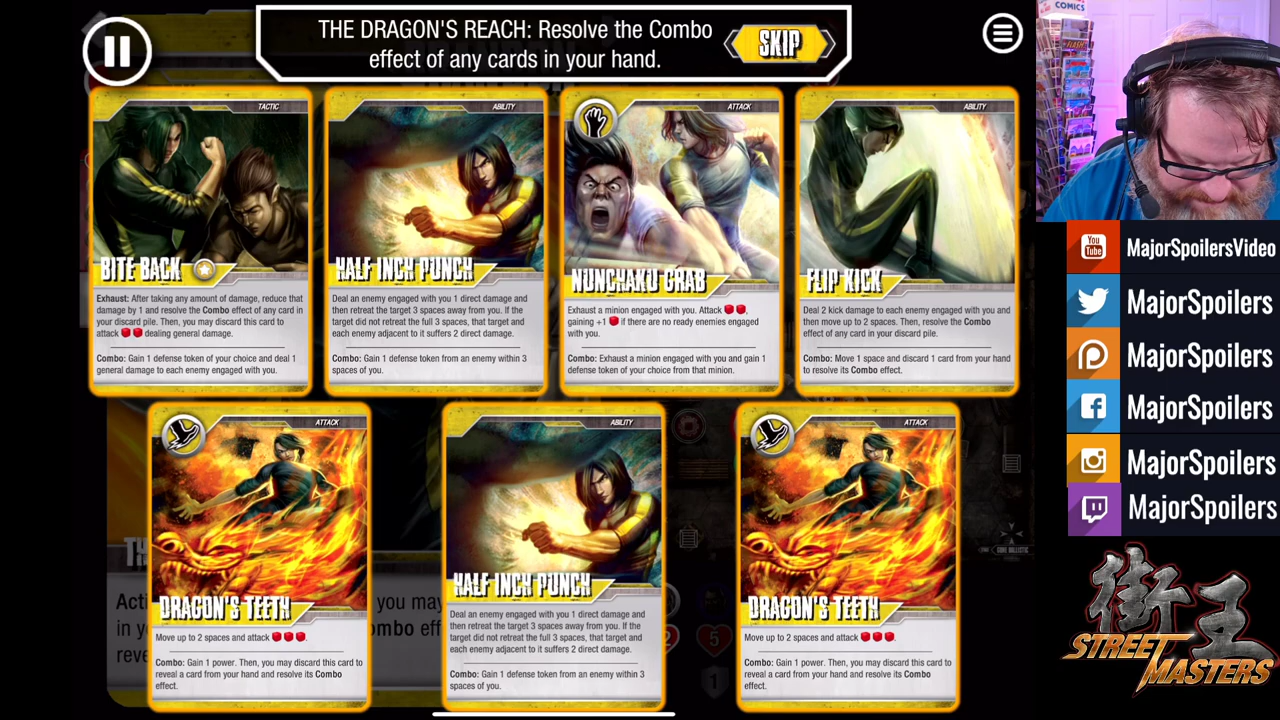 THE DRAGON'S REACH: Resolve the Combo
effect of any cards in your hand.
SKIP
TACTIC
BITE BACK
Exhaust: After taking any amount of damage, reduce that
damage by 1 and resolve the Combo effect of any card in
your discard pile. Then, you may discard this card to
attack dealing general damage.
Combo: Gain 1 defense token of your choice and deal 1
general damage to each enemy engaged with you.
ABILITY
HALF INCH PUNCH
Deal an enemy engaged with you 1 direct damage and
then retreat the target 3 spaces away from you. If the
target did not retreat the full 3 spaces, that target and
each enemy adjacent to it suffers 2 direct damage.
Combo: Gain 1 defense token from an enemy within 3
spaces of you.
ATTACK
NUNCHAKU GRAB
Exhaust a minion engaged with you. Attack
gaining +1 if there are no ready enemies engaged
with you.
Combo: Exhaust a minion engaged with you and gain 1
defense token of your choice from that minion.
ABILITY
FLIP KICK
Deal 2 kick damage to each enemy engaged with you and
then move up to 2 spaces. Then, resolve the Combo
effect of any card in your discard pile.
Combo: Move 1 space and discard 1 card from your hand
to resolve its Combo effect.
ATTACK
DRAGON'S TEETH
Move up to 2 spaces and attack
Combo: Gain 1 power. Then, you may discard this card to
reveal a card from your hand and resolve its Combo
effect.
ABILITY
HALF INCH PUNCH
Deal an enemy engaged with you 1 direct damage and
then retreat the target 3 spaces away from you. If the
target did not retreat the full 3 spaces, that target and
each enemy adjacent to it suffers 2 direct damage.
Combo: Gain 1 defense token from an enemy within 3
spaces of you.
ATTACK
DRAGON'S TEETH
Move up to 2 spaces and attack
Combo: Gain 1 power. Then, you may discard this card to
reveal a card from your hand and resolve its Combo
effect.
you may
ombo eff
2
5
1
COMICS
FLASH
You
Tube
MajorSpoilersVideo
MajorSpoilers
MajorSpoilers
MajorSpoilers
MajorSpoilers
MajorSpoilers
街王
STREET
MASTERS